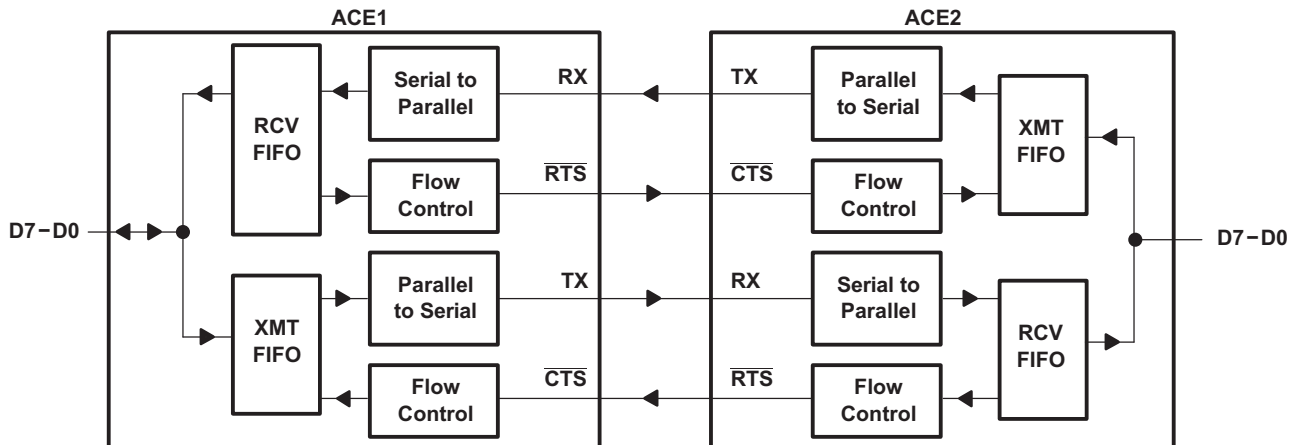 ACE1
ACE2
RCV
FIFO
Serial to
Parallel
RX
TX
Parallel
to Serial
XMT
FIFO
Flow
Control
RTS
CTS
Flow
Control
D7–D0
D7–D0
XMT
FIFO
Parallel
to Serial
TX
RX
Serial to
Parallel
RCV
FIFO
Flow
Control
CTS
RTS
Flow
Control